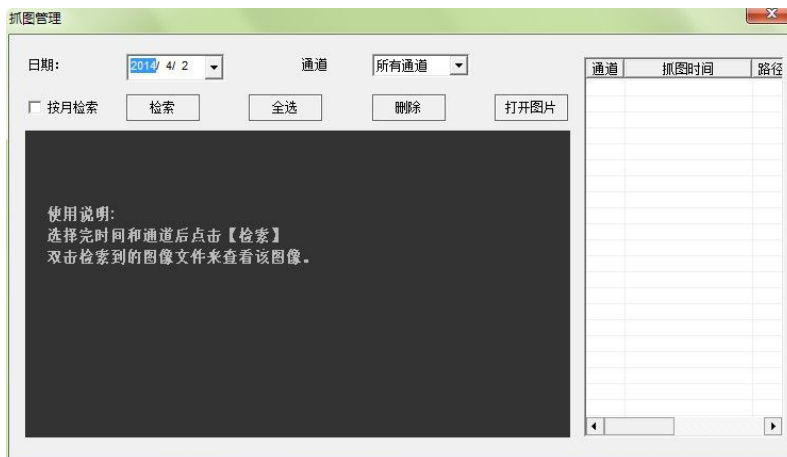 抓图管理
日期: 2014/ 4/ 2 通道 所有通道
按月检索 检索 全选 删除 打开图片
通道 抓图时间 路径
使用说明:
选择完时间和通道后点击【检索】
双击检索到的图像文件来查看该图像。